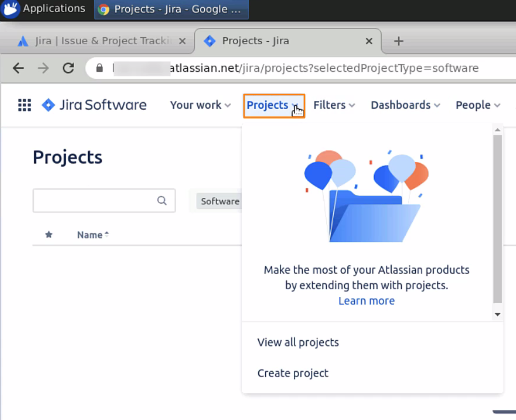 Applications
Projects - Jira - Google ...
Jira | Issue & Project Tracki
Projects - Jira
atlassian.net/jira/projects?selectedProjectType=software
Jira Software
Your work
Projects
Filters
Dashboards
People
Projects
Software
Name
Make the most of your Atlassian products
by extending them with projects.
Learn more
View all projects
Create project